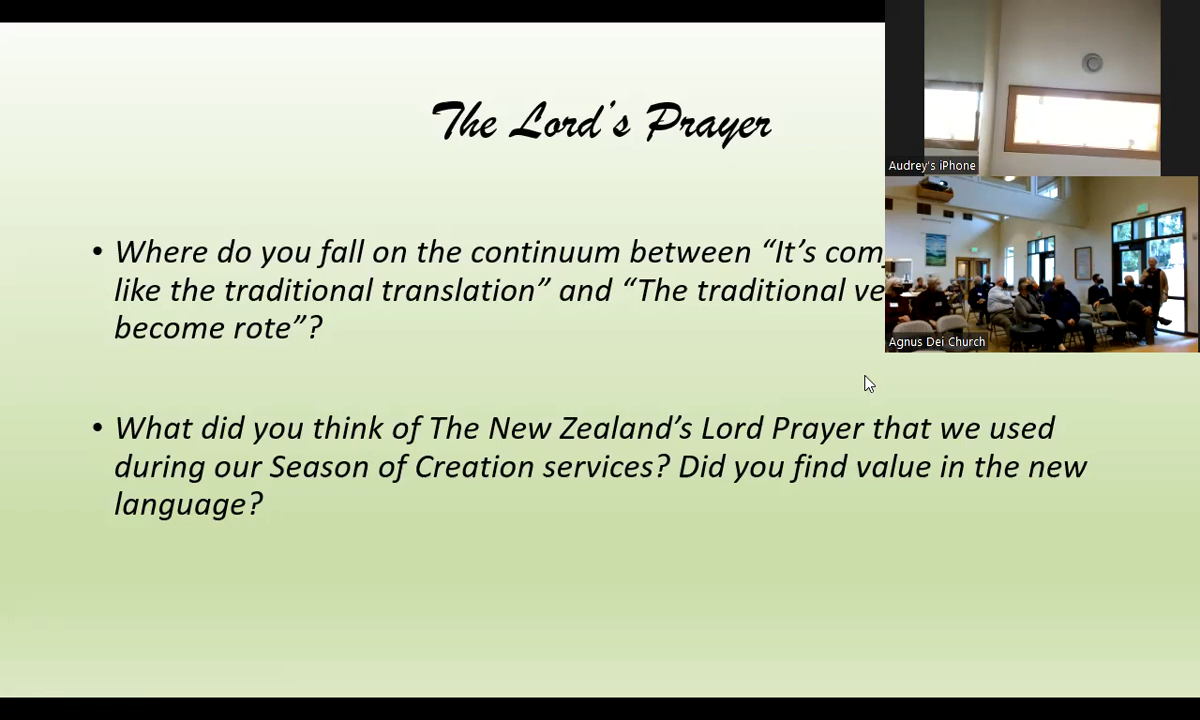 The Lord's Prayer
• Where do you fall on the continuum between “It's com
like the traditional translation” and “The traditional ve
become rote”?
• What did you think of The New Zealand's Lord Prayer that we used
during our Season of Creation services? Did you find value in the new
language?
Audrey's iPhone
Agnus Dei Church